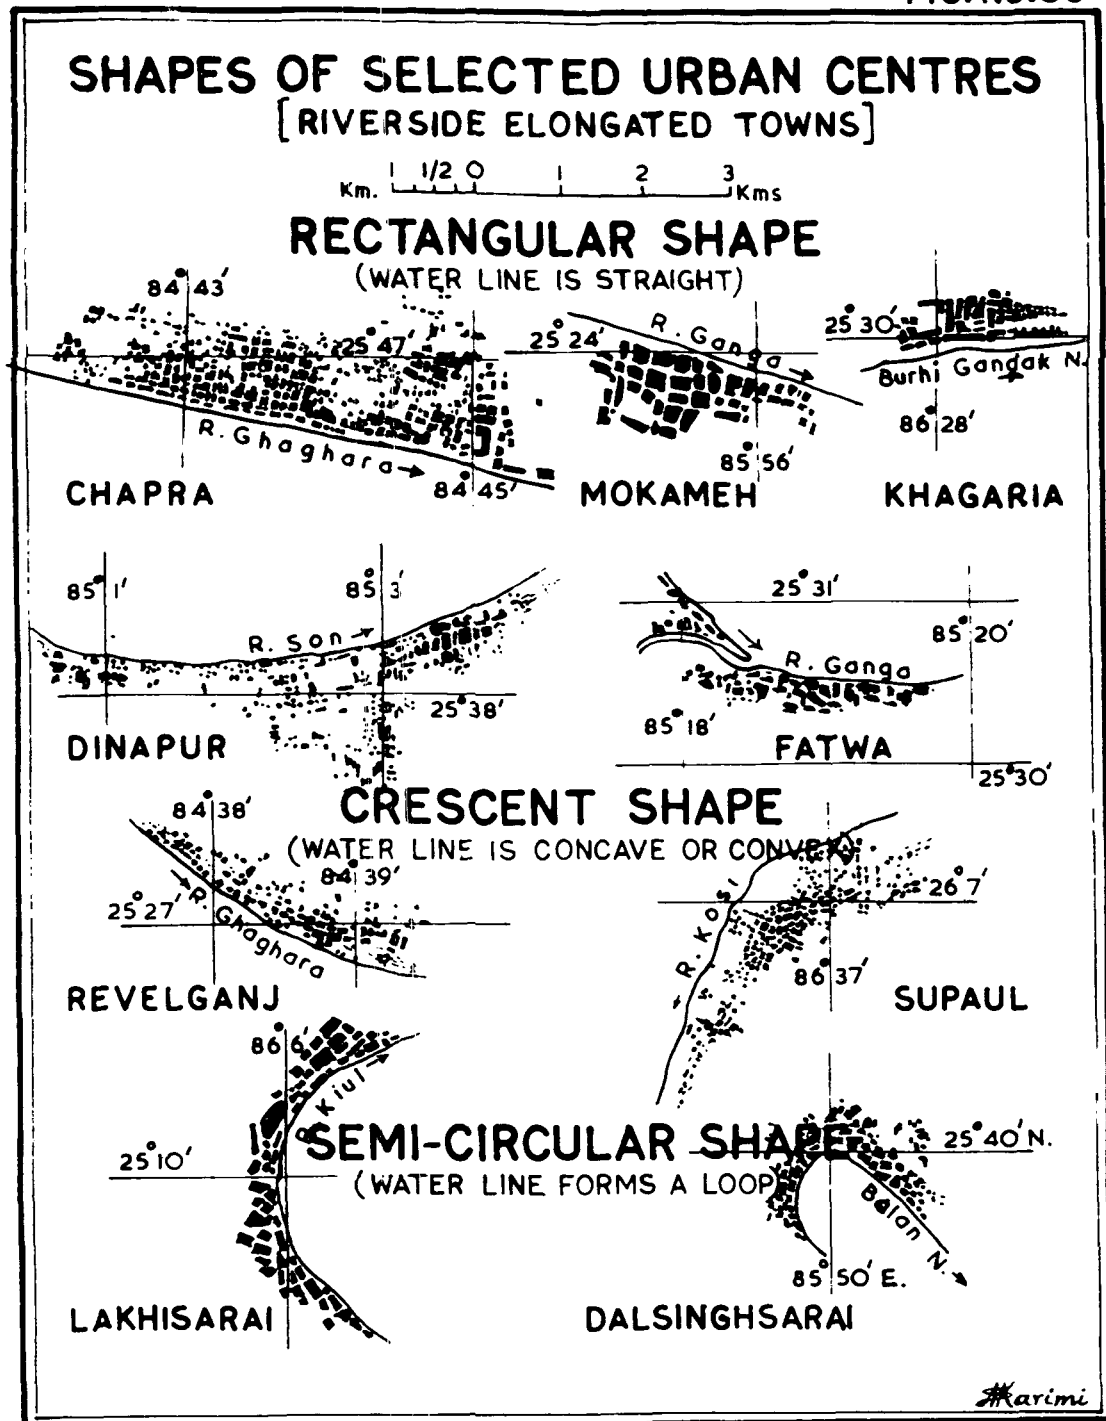 SHAPES OF SELECTED URBAN CENTRES
[RIVERSIDE ELONGATED TOWNS]
1 1/2 0 1 2 3
Km. Kms
RECTANGULAR SHAPE
(WATER LINE IS STRAIGHT)
84°43'
25°47'
R. Ghaghara
84°45'
CHAPRA
25°24'
R. Ganga
85°56'
MOKAMEH
25°30'
Burhi Gandak N.
86°28'
KHAGARIA
85°1'
85°3'
R. Son
25°38'
DINAPUR
25°31'
85°20'
R. Ganga
85°18'
FATWA
25°30'
CRESCENT SHAPE
(WATER LINE IS CONCAVE OR CONVEX)
84°38'
84°39'
25°27'
R. Ghaghara
REVELGANJ
26°7'
R. KOSI
86°37'
SUPAUL
SEMI-CIRCULAR SHAPE
(WATER LINE FORMS A LOOP)
86°6'
R. Kiul
25°10'
LAKHISARAI
25°40' N.
Balan N.
85°50' E.
DALSINGHSARAI
Karimi